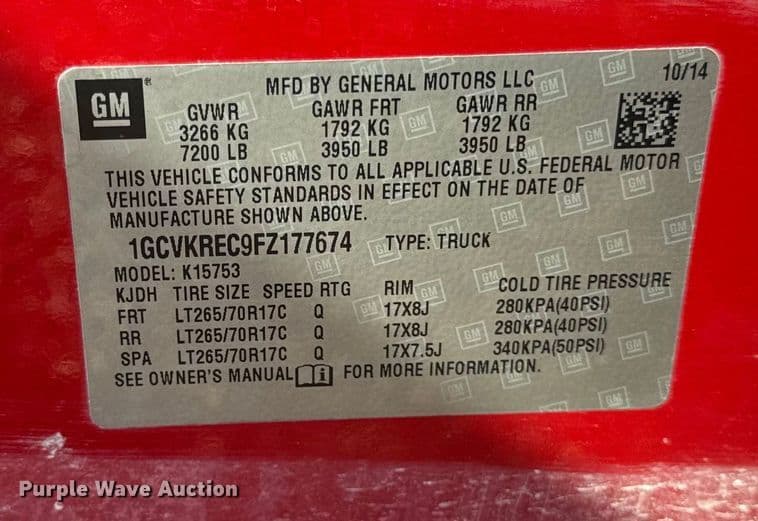 GM
MFD BY GENERAL MOTORS LLC
10/14
GVWR GAWR FRT GAWR RR
3266 KG 1792 KG 1792 KG
7200 LB 3950 LB 3950 LB
THIS VEHICLE CONFORMS TO ALL APPLICABLE U.S. FEDERAL MOTOR
VEHICLE SAFETY STANDARDS IN EFFECT ON THE DATE OF
MANUFACTURE SHOWN ABOVE.
1GCVKREC9FZ177674 TYPE: TRUCK
MODEL: K15753
KJDH TIRE SIZE SPEED RTG RIM COLD TIRE PRESSURE
FRT LT265/70R17C Q 17X8J 280KPA(40PSI)
RR LT265/70R17C Q 17X8J 280KPA(40PSI)
SPA LT265/70R17C Q 17X7.5J 340KPA(50PSI)
SEE OWNER'S MANUAL i FOR MORE INFORMATION.
Purple Wave Auction